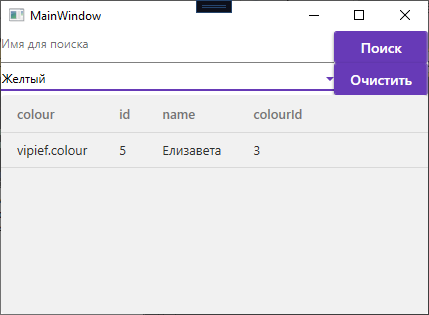 MainWindow
Имя для поиска
Поиск
Желтый
Очистить
colour id name colourId
vipief.colour 5 Елизавета 3